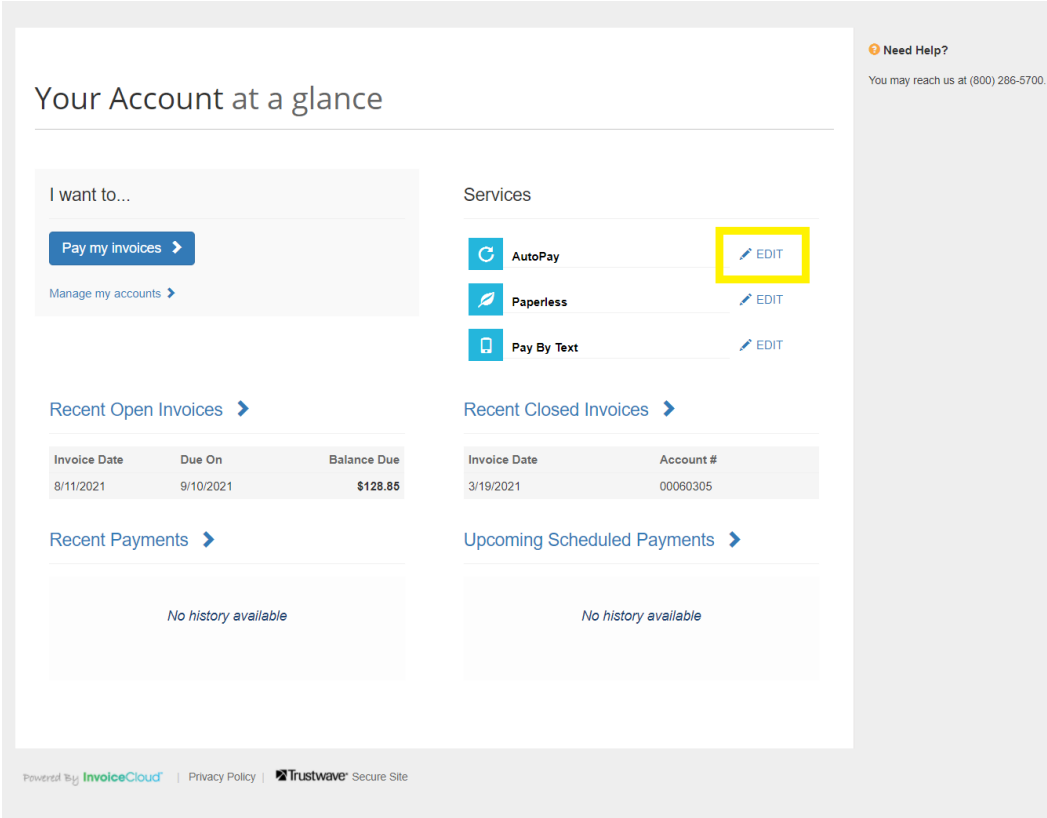 Need Help?
You may reach us at (800) 286-5700.
Your Account at a glance
I want to...
Pay my invoices
Manage my accounts
Services
AutoPay EDIT
Paperless EDIT
Pay By Text EDIT
Recent Open Invoices
Invoice Date Due On Balance Due
8/11/2021 9/10/2021 $128.85
Recent Closed Invoices
Invoice Date Account #
3/19/2021 00060305
Recent Payments
No history available
Upcoming Scheduled Payments
No history available
Powered By InvoiceCloud | Privacy Policy | Trustwave Secure Site